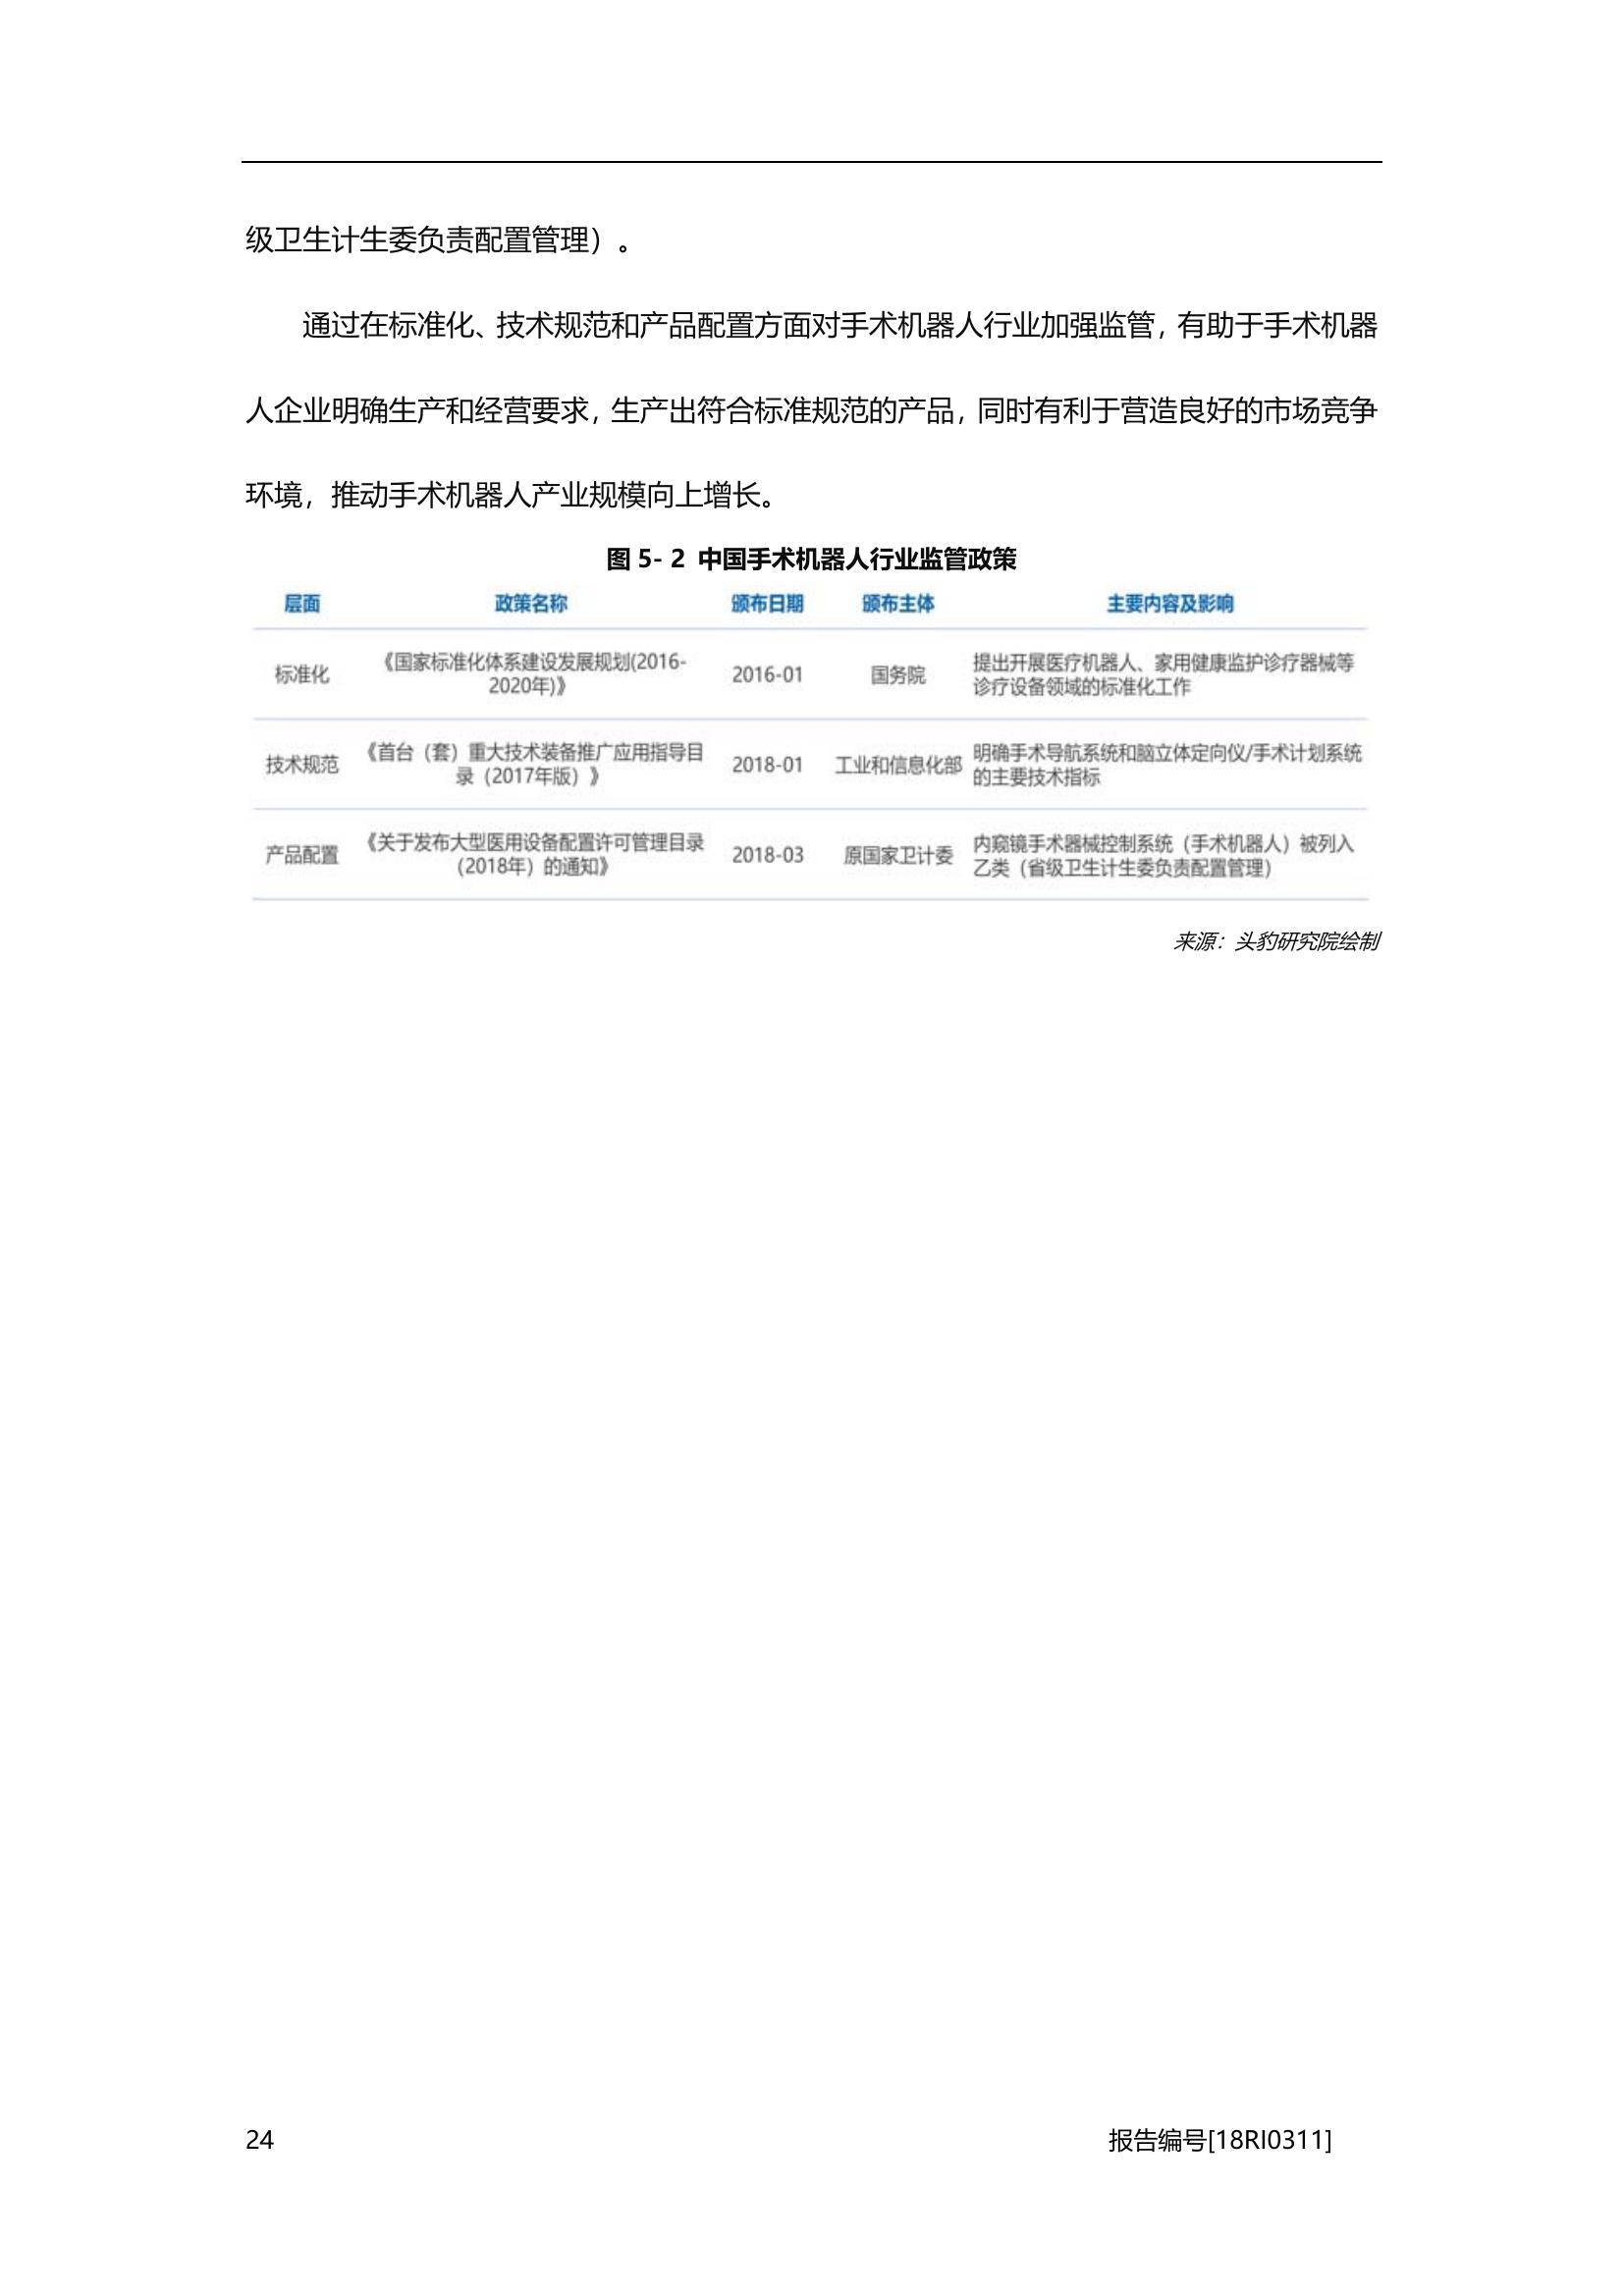 级卫生计生委负责配置管理）。
通过在标准化、技术规范和产品配置方面对手术机器人行业加强监管，有助于手术机器
人企业明确生产和经营要求，生产出符合标准规范的产品，同时有利于营造良好的市场竞争
环境，推动手术机器人产业规模向上增长。
图 5- 2 中国手术机器人行业监管政策
层面 政策名称 颁布日期 颁布主体 主要内容及影响
标准化 《国家标准化体系建设发展规划(2016-
2020年)》 2016-01 国务院 提出开展医疗机器人、家用健康监护诊疗器械等
诊疗设备领域的标准化工作
技术规范 《首台（套）重大技术装备推广应用指导目
录（2017年版）》 2018-01 工业和信息化部 明确手术导航系统和脑立体定向仪/手术计划系统
的主要技术指标
产品配置 《关于发布大型医用设备配置许可管理目录
（2018年）的通知》 2018-03 原国家卫计委 内窥镜手术器械控制系统（手术机器人）被列入
乙类（省级卫生计生委负责配置管理）
来源：头豹研究院绘制
24 报告编号[18RI0311]